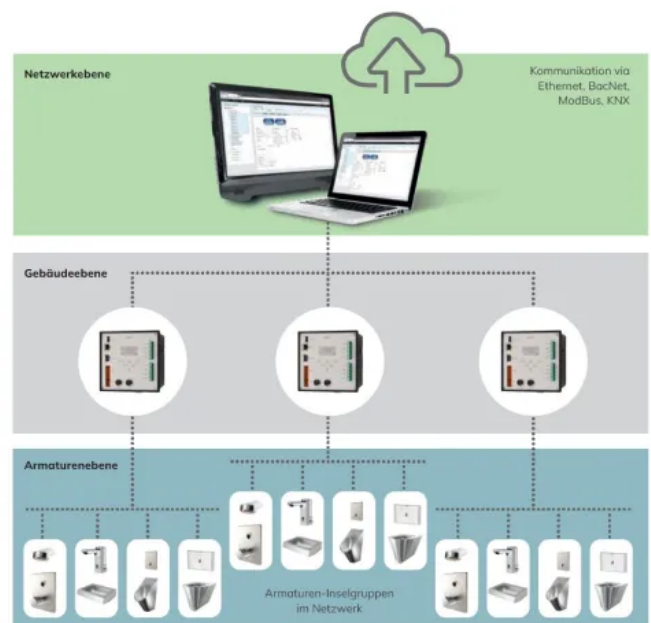 Netzwerkebene
Kommunikation via
Ethernet, BacNet,
ModBus, KNX
Gebäudeebene
Armaturenebene
Armaturen-Inselgruppen
im Netzwerk